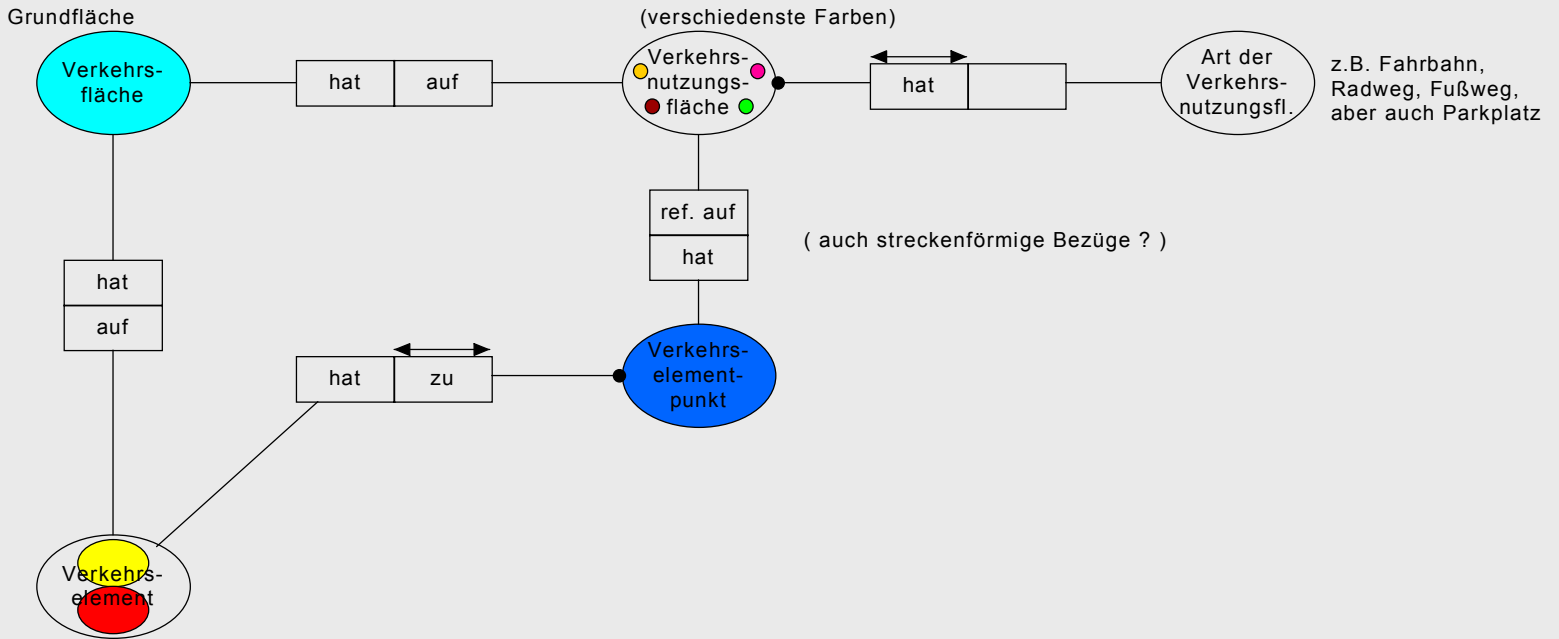 Grundfläche
(verschiedenste Farben)
Verkehrs-
fläche
hat
auf
Verkehrs-
nutzungs-
fläche
hat
Art der
Verkehrs-
nutzungsfl.
z.B. Fahrbahn,
Radweg, Fußweg,
aber auch Parkplatz
ref. auf
hat
( auch streckenförmige Bezüge ? )
hat
auf
hat
zu
Verkehrs-
element-
punkt
Verkehrs-
element